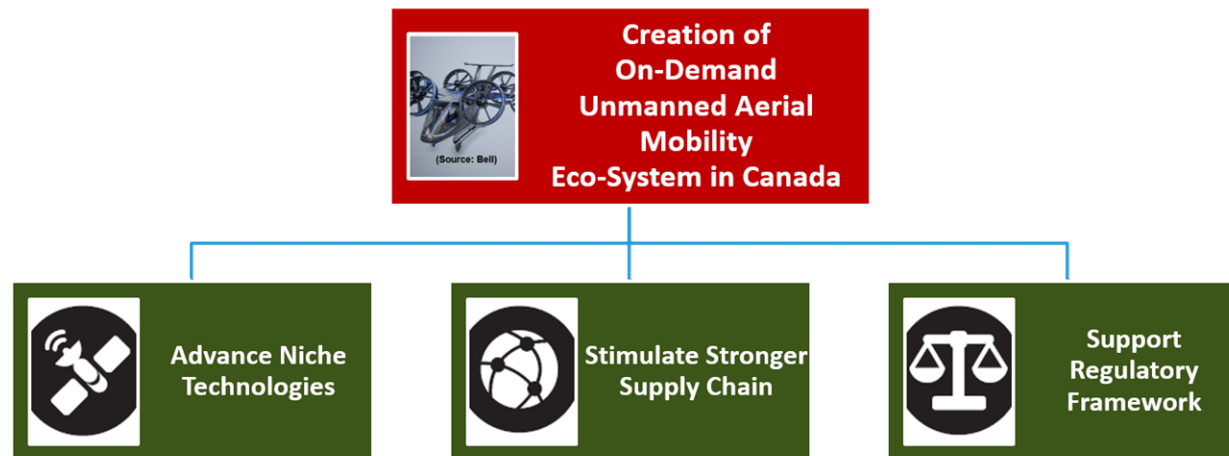 Creation of
On-Demand
Unmanned Aerial
Mobility
Eco-System in Canada
(Source: Bell)
Advance Niche
Technologies
Stimulate Stronger
Supply Chain
Support
Regulatory
Framework